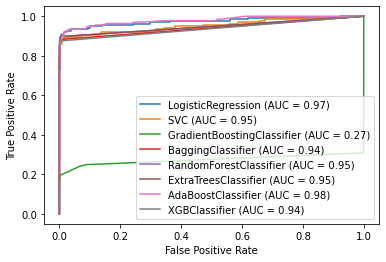 1.0
0.8
0.6
0.4
0.2
0.0
True Positive Rate
LogisticRegression (AUC = 0.97)
SVC (AUC = 0.95)
GradientBoostingClassifier (AUC = 0.27)
BaggingClassifier (AUC = 0.94)
RandomForestClassifier (AUC = 0.95)
ExtraTreesClassifier (AUC = 0.95)
AdaBoostClassifier (AUC = 0.98)
XGBClassifier (AUC = 0.94)
0.0 0.2 0.4 0.6 0.8 1.0
False Positive Rate